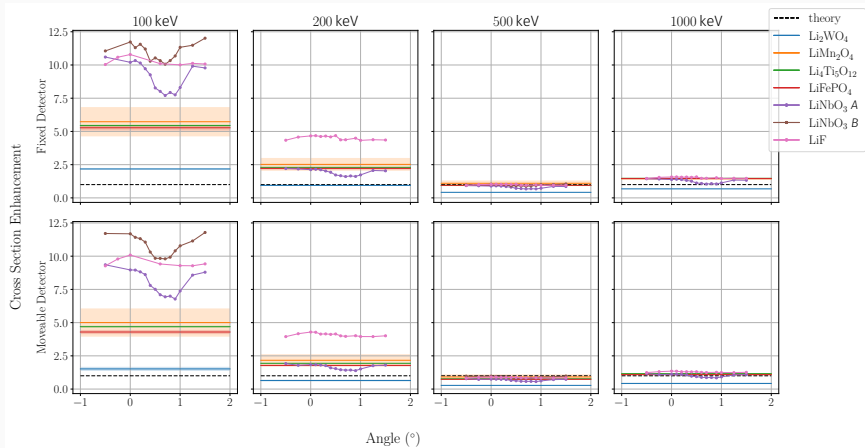 100 keV
200 keV
500 keV
1000 keV
theory
Li₂WO₄
LiMn₂O₄
Li₄Ti₅O₁₂
LiFePO₄
LiNbO₃ A
LiNbO₃ B
LiF
Cross Section Enhancement
Fixed Detector
12.5
10.0
7.5
5.0
2.5
0.0
Moveable Detector
12.5
10.0
7.5
5.0
2.5
0.0
−1 0 1 2
−1 0 1 2
−1 0 1 2
−1 0 1 2
Angle (°)